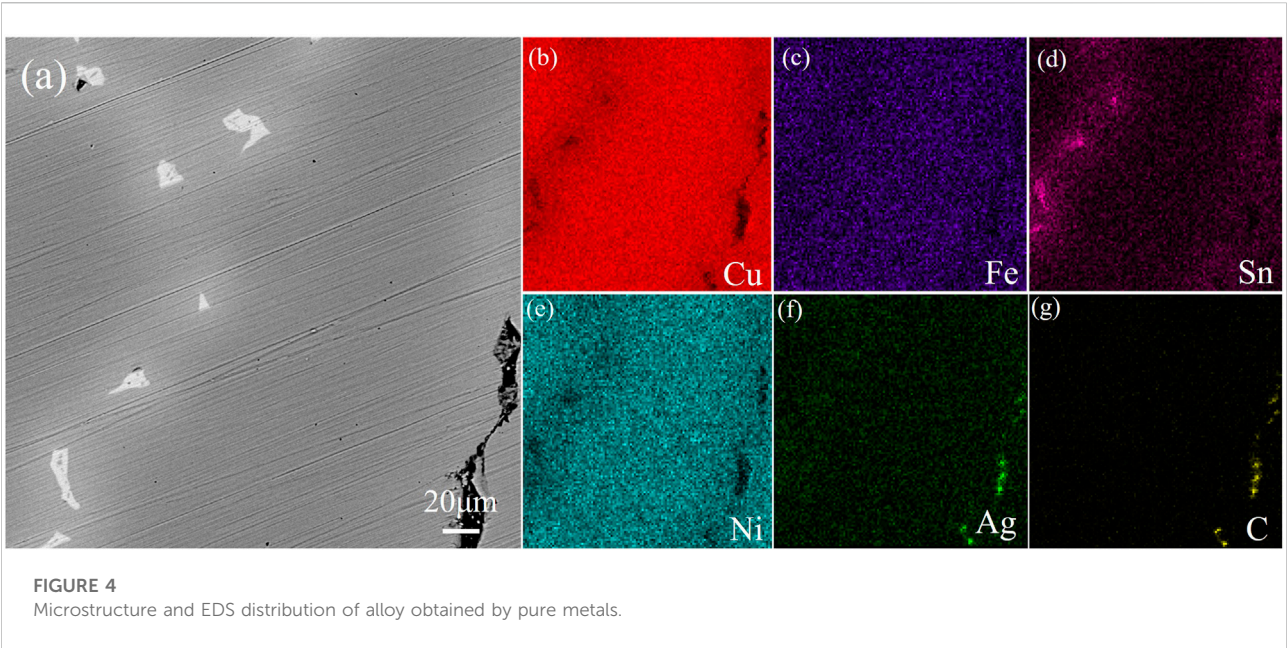 (a)
20μm
(b)
Cu
(c)
Fe
(d)
Sn
(e)
Ni
(f)
Ag
(g)
C
FIGURE 4
Microstructure and EDS distribution of alloy obtained by pure metals.